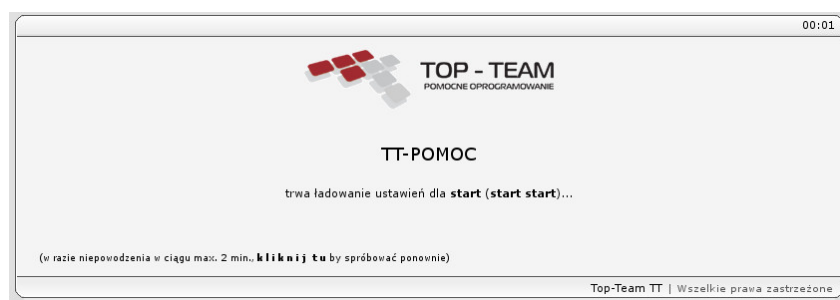 00:01
TOP - TEAM
POMOCNE OPROGRAMOWANIE
TT-POMOC
trwa ładowanie ustawień dla start (start start)...
(w razie niepowodzenia w ciągu max. 2 min., kliknij tu by spróbować ponownie)
Top-Team TT | Wszelkie prawa zastrzeżone